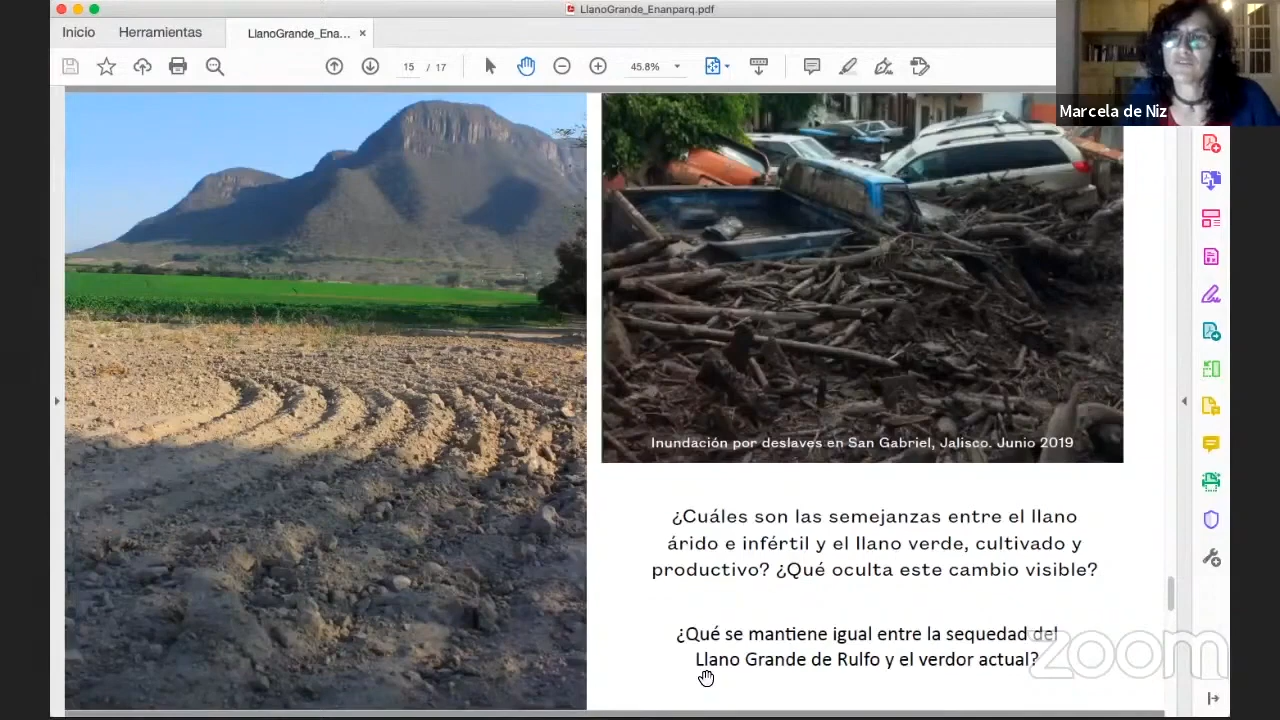 LlanoGrande_Enanparq.pdf
Inicio
Herramientas
LlanoGrande_Ena...
15 / 17
45.8%
Marcela de Niz
Inundación por deslaves en San Gabriel, Jalisco. Junio 2019
¿Cuáles son las semejanzas entre el llano
árido e infértil y el llano verde, cultivado y
productivo? ¿Qué oculta este cambio visible?
¿Qué se mantiene igual entre la sequedad del
Llano Grande de Rulfo y el verdor actual?
zoom